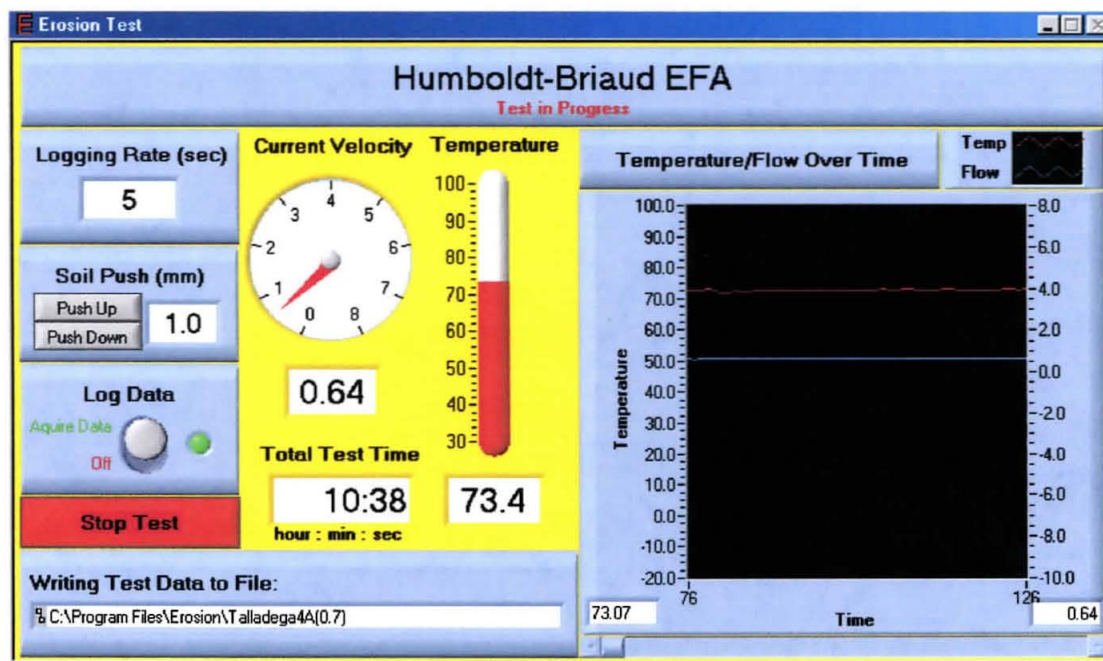 Erosion Test
Humboldt-Briaud EFA
Test in Progress
Logging Rate (sec)
5
Soil Push (mm)
Push Up
Push Down
1.0
Log Data
Aquire Data
Off
Stop Test
Current Velocity
0
1
2
3
4
5
6
7
8
0.64
Total Test Time
10:38
hour : min : sec
Temperature
100
90
80
70
60
50
40
30
73.4
Temperature/Flow Over Time
Temp
Flow
Temperature
100.0
90.0
80.0
70.0
60.0
50.0
40.0
30.0
20.0
10.0
0.0
-10.0
-20.0
8.0
6.0
4.0
2.0
0.0
-2.0
-4.0
-6.0
-8.0
-10.0
76
126
73.07
Time
0.64
Writing Test Data to File:
C:\Program Files\Erosion\Talladega4A(0.7)